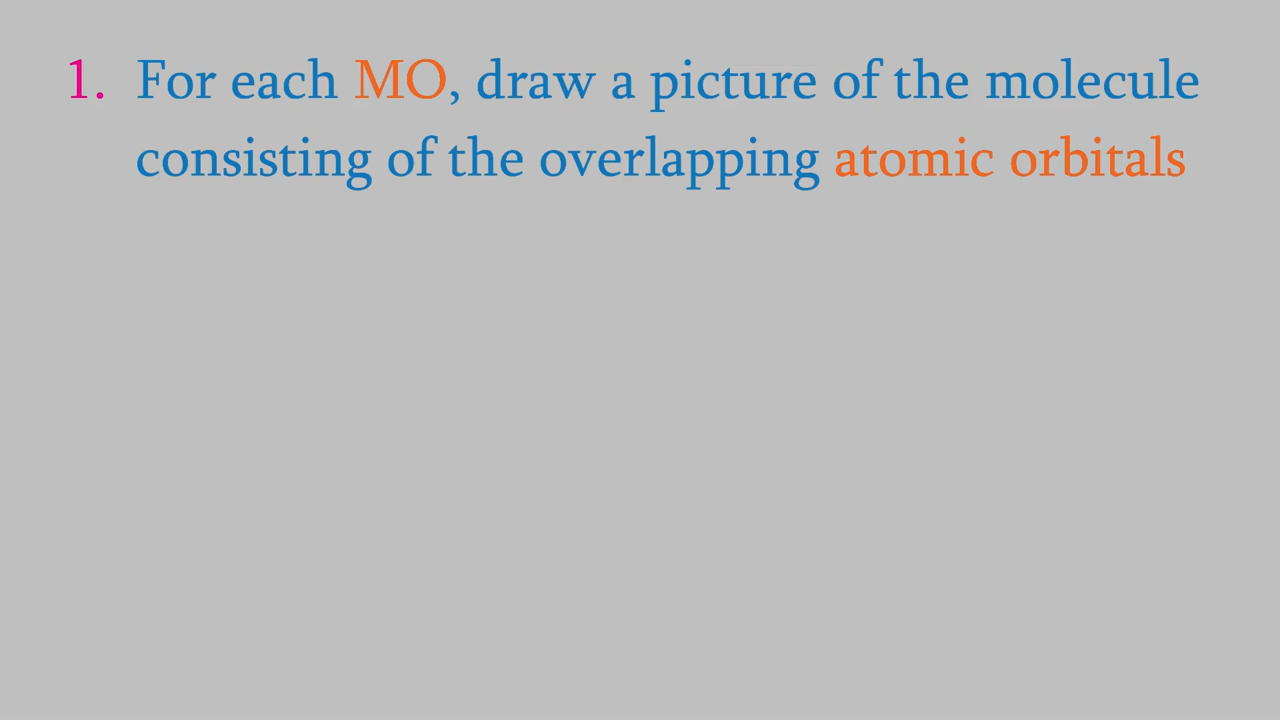 1. For each MO, draw a picture of the molecule
consisting of the overlapping atomic orbitals